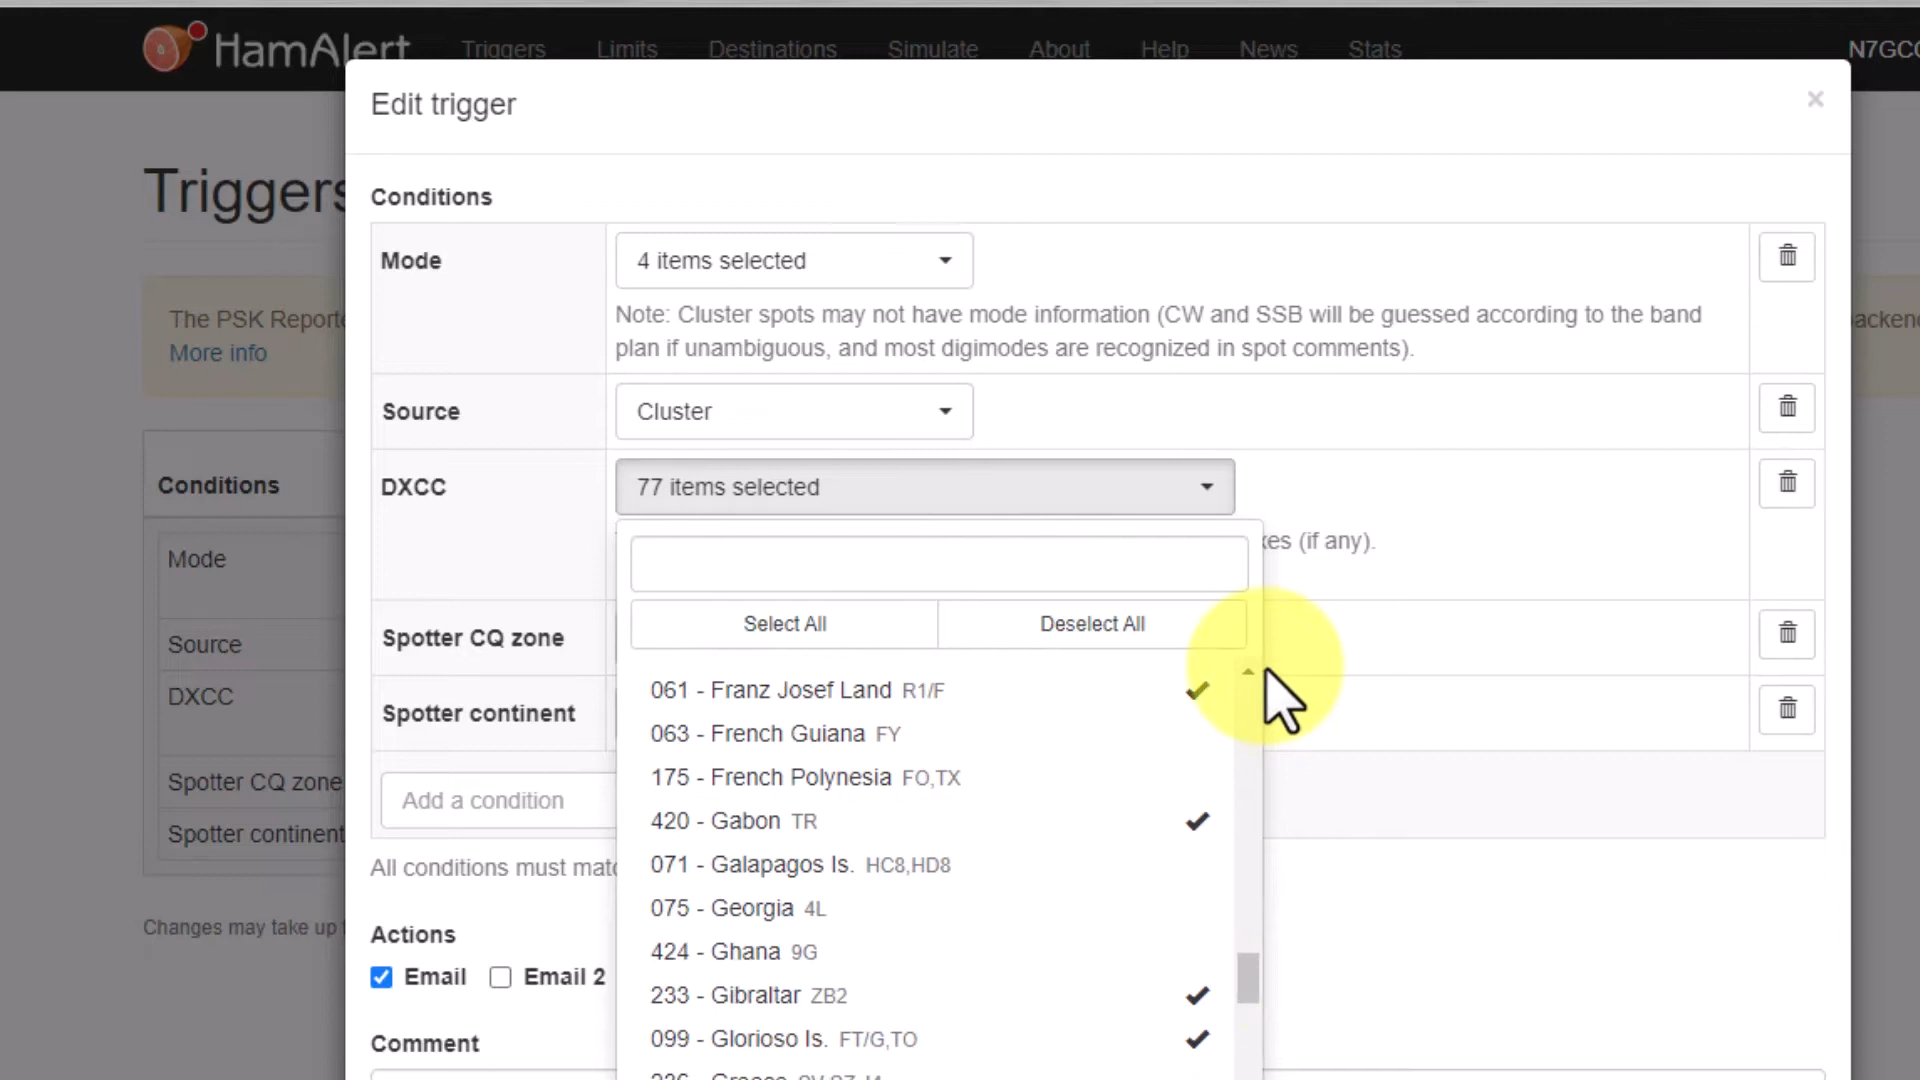 HamAlert Triggers Limits Destinations Simulate About Help News Stats N7GC
Edit trigger ×
Triggers
Conditions
Mode 4 items selected
Note: Cluster spots may not have mode information (CW and SSB will be guessed according to the band
plan if unambiguous, and most digimodes are recognized in spot comments).
The PSK Reporte
More info
Source Cluster
DXCC 77 items selected
Conditions
(if any).
Mode
Select All Deselect All
Spotter CQ zone
Source
061 - Franz Josef Land R1/F
DXCC
Spotter continent
063 - French Guiana FY
175 - French Polynesia FO,TX
Spotter CQ zone
Add a condition
420 - Gabon TR
Spotter continent
071 - Galapagos Is. HC8,HD8
All conditions must
075 - Georgia 4L
Changes may take up
Actions
424 - Ghana 9G
Email Email 2
233 - Gibraltar ZB2
099 - Glorioso Is. FT/G,TO
Comment